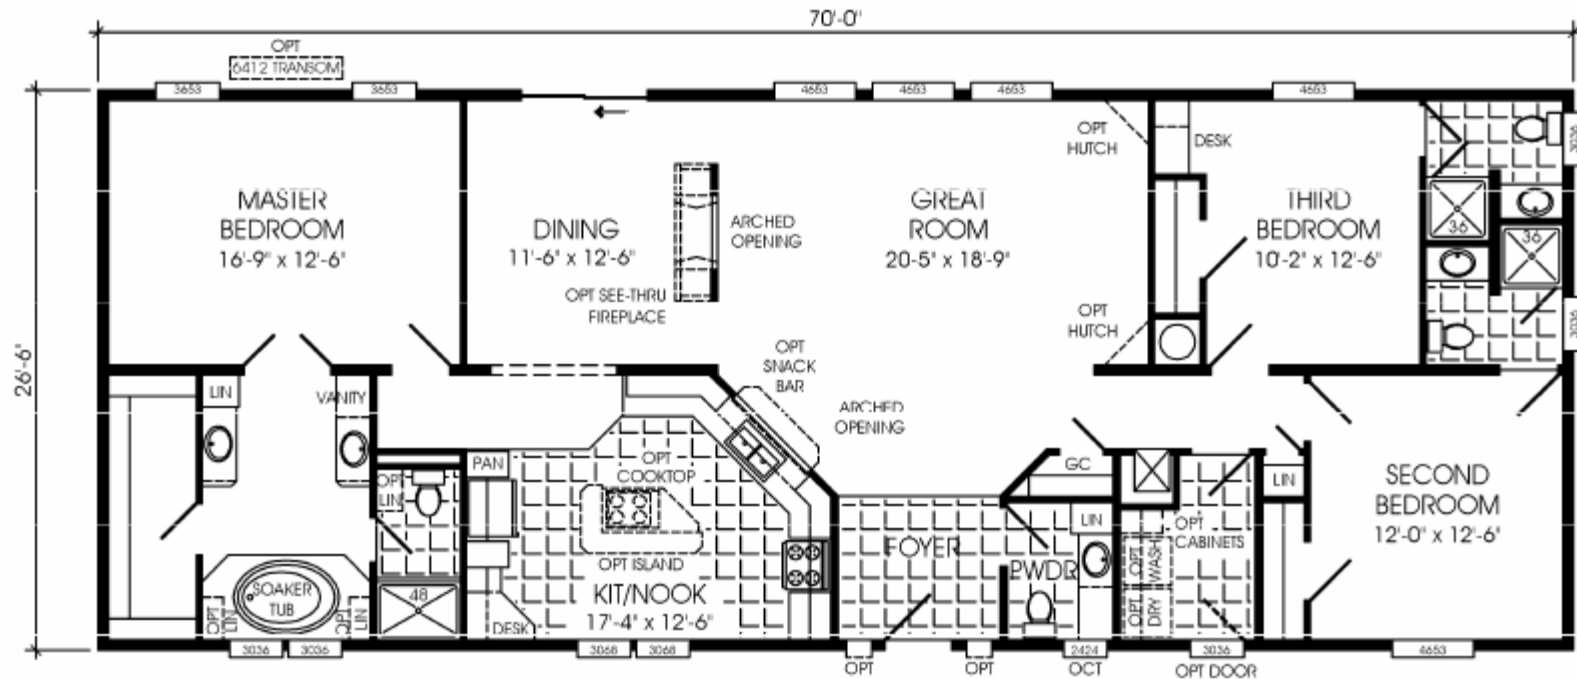 70'-0"
OPT
6412 TRANSOM
3653
3653
4653
4653
4653
4653
26'-6"
MASTER
BEDROOM
16'-9" x 12'-6"
DINING
11'-6" x 12'-6"
ARCHED
OPENING
OPT SEE-THRU
FIREPLACE
GREAT
ROOM
20'-5" x 18'-9"
OPT
HUTCH
OPT
HUTCH
DESK
THIRD
BEDROOM
10'-2" x 12'-6"
36
36
3036
3036
LIN
VANITY
OPT
SNACK
BAR
ARCHED
OPENING
OPT
LIN
PAN
OPT
COOKTOP
OPT ISLAND
KIT/NOOK
17'-4" x 12'-6"
DESK
SOAKER
TUB
OPT
LIN
OPT
LIN
48
FOYER
GC
LIN
PWDR
OPT
CABINETS
OPT
WASH
OPT
DRY
LIN
SECOND
BEDROOM
12'-0" x 12'-6"
3036
3036
3068
3068
OPT
OPT
2424
OCT
3036
OPT DOOR
4653